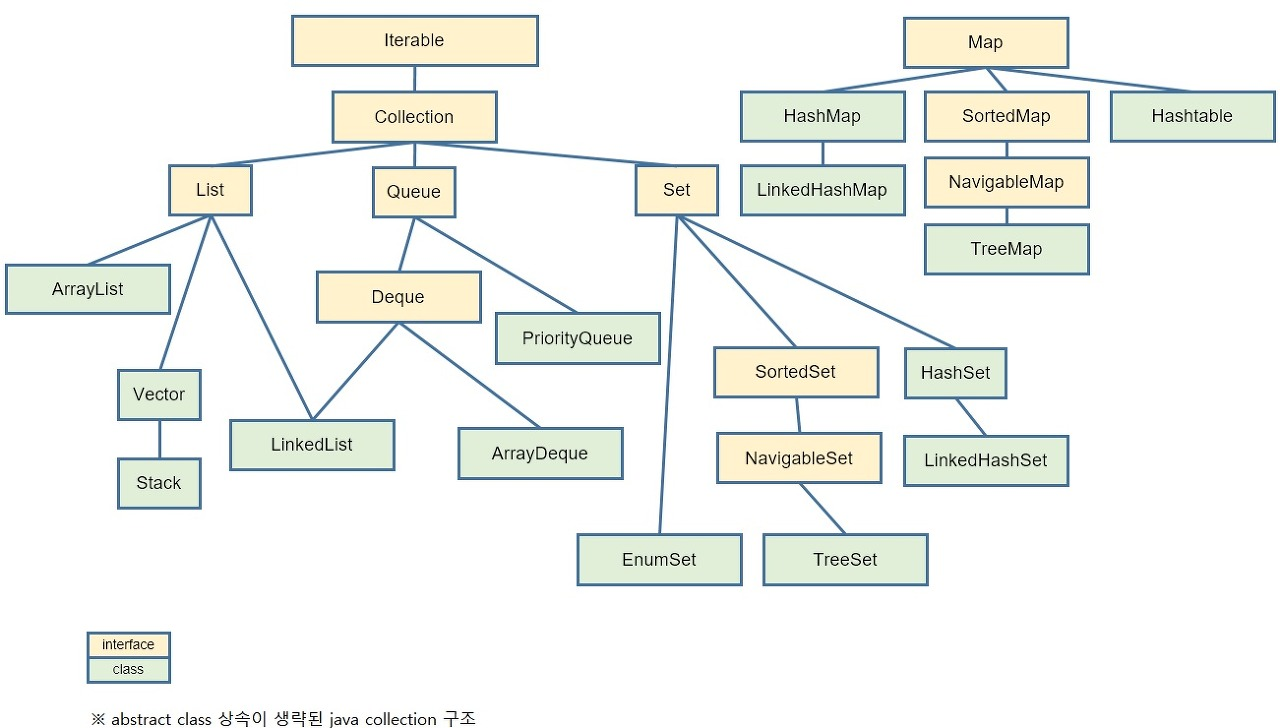 Iterable
Map
Collection
HashMap
SortedMap
Hashtable
List
Queue
Set
LinkedHashMap
NavigableMap
TreeMap
ArrayList
Deque
PriorityQueue
SortedSet
HashSet
Vector
LinkedList
ArrayDeque
NavigableSet
LinkedHashSet
Stack
EnumSet
TreeSet
interface
class
※ abstract class 상속이 생략된 java collection 구조